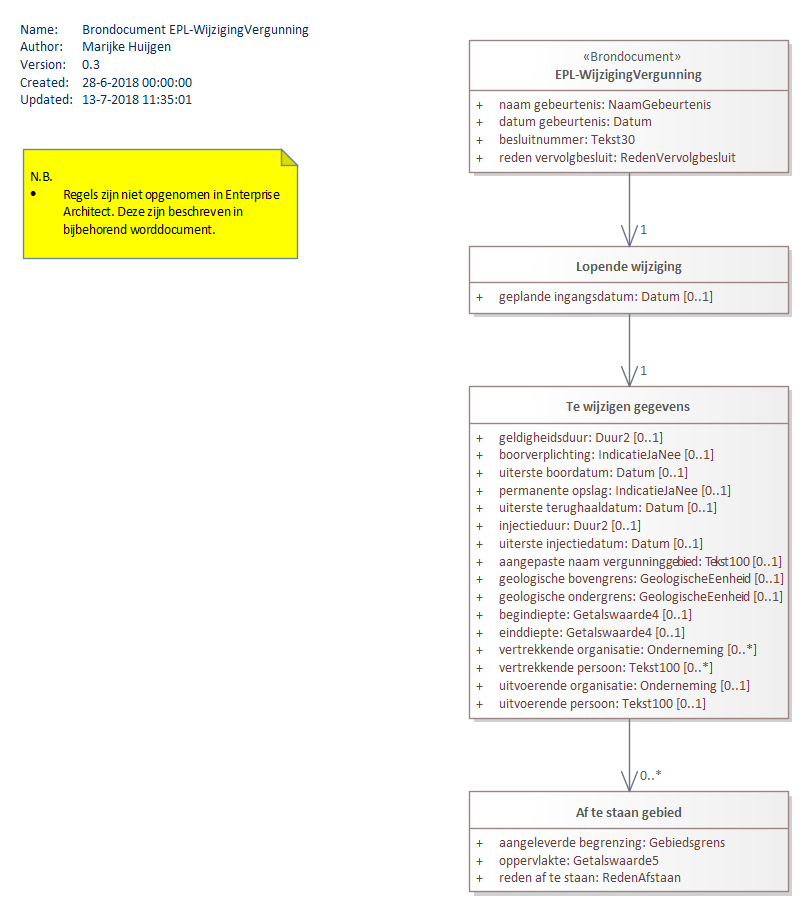 Name: Brondocument EPL-WijzigingVergunning
Author: Marijke Huijgen
Version: 0.3
Created: 28-6-2018 00:00:00
Updated: 13-7-2018 11:35:01
N.B.
• Regels zijn niet opgenomen in Enterprise
Architect. Deze zijn beschreven in
bijbehorend worddocument.
«Brondocument»
EPL-WijzigingVergunning
+ naam gebeurtenis: NaamGebeurtenis
+ datum gebeurtenis: Datum
+ besluitnummer: Tekst30
+ reden vervolgbesluit: RedenVervolgbesluit
1
Lopende wijziging
+ geplande ingangsdatum: Datum [0..1]
1
Te wijzigen gegevens
+ geldigheidsduur: Duur2 [0..1]
+ boorverplichting: IndicatieJaNee [0..1]
+ uiterste boordatum: Datum [0..1]
+ permanente opslag: IndicatieJaNee [0..1]
+ uiterste terughaaldatum: Datum [0..1]
+ injectieduur: Duur2 [0..1]
+ uiterste injectiedatum: Datum [0..1]
+ aangepaste naam vergunninggebied: Tekst100 [0..1]
+ geologische bovengrens: GeologischeEenheid [0..1]
+ geologische ondergrens: GeologischeEenheid [0..1]
+ begindiepte: Getalswaarde4 [0..1]
+ einddiepte: Getalswaarde4 [0..1]
+ vertrekkende organisatie: Onderneming [0..*]
+ vertrekkende persoon: Tekst100 [0..*]
+ uitvoerende organisatie: Onderneming [0..1]
+ uitvoerende persoon: Tekst100 [0..1]
0..*
Af te staan gebied
+ aangeleverde begrenzing: Gebiedsgrens
+ oppervlakte: Getalswaarde5
+ reden af te staan: RedenAfstaan